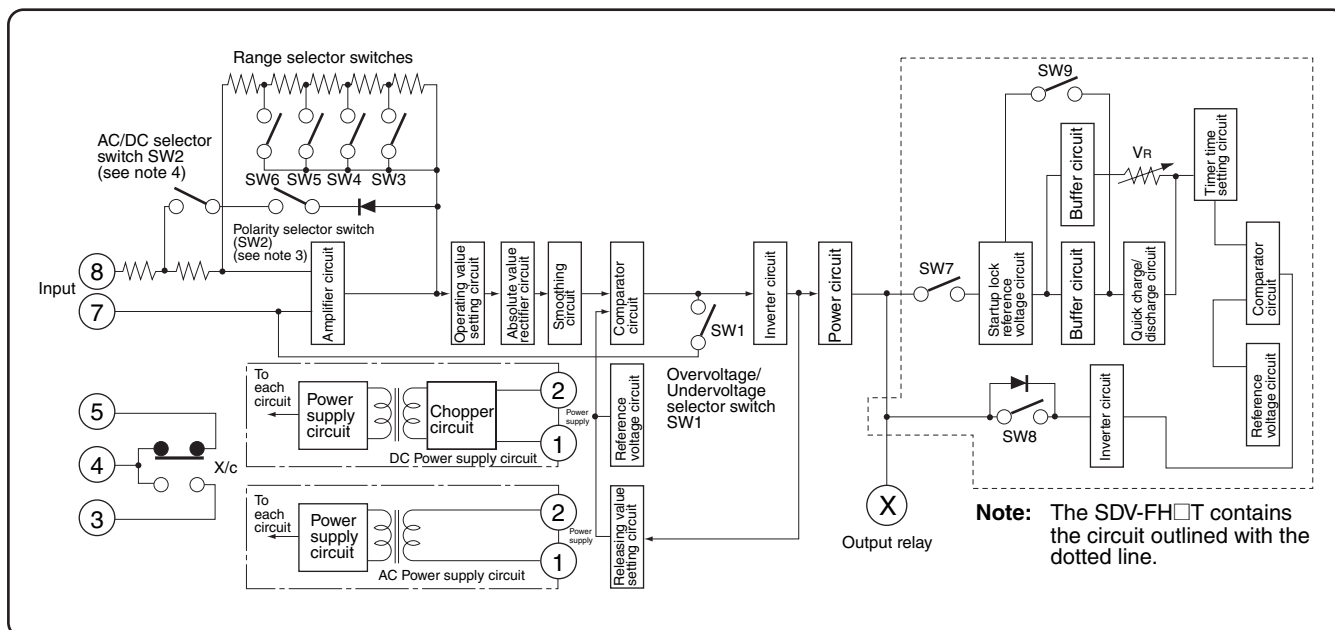 Range selector switches
SW6
SW5
SW4
SW3
AC/DC selector
switch SW2
(see note 4)
Polarity selector switch
(SW2)
(see note 3)
Input
8
7
Amplifier circuit
Operating value
setting circuit
Absolute value
rectifier circuit
Smoothing
circuit
Comparator
circuit
SW1
Overvoltage/
Undervoltage
selector switch
SW1
Inverter circuit
Power circuit
SW7
SW9
Startup lock
reference
voltage circuit
Buffer circuit
Buffer circuit
VR
Quick charge/
discharge circuit
Timer time
setting circuit
Comparator
circuit
Reference
voltage circuit
SW8
Inverter circuit
X
Output relay
5
4
3
X/c
To
each
circuit
Power
supply
circuit
Chopper
circuit
2
1
Power
supply
DC Power supply circuit
Reference
voltage circuit
To
each
circuit
Power
supply
circuit
2
1
Power
supply
AC Power supply circuit
Releasing value
setting circuit
Note: The SDV-FH□T contains
the circuit outlined with the
dotted line.